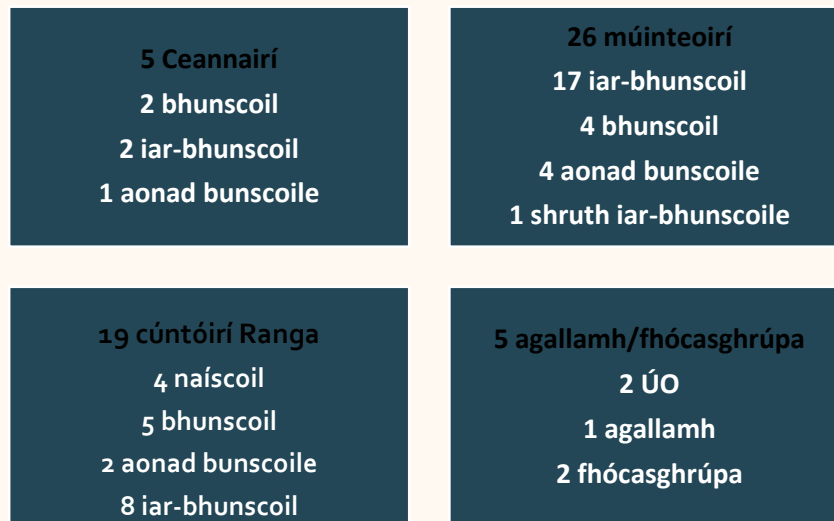 5 Ceannairí
2 bhunscoil
2 iar-bhunscoil
1 aonad bunscoile
26 múinteoirí
17 iar-bhunscoil
4 bhunscoil
4 aonad bunscoile
1 shruth iar-bhunscoile
19 cúntóirí Ranga
4 naíscoil
5 bhunscoil
2 aonad bunscoile
8 iar-bhunscoil
5 agallamh/fhócasghrúpa
2 ÚO
1 agallamh
2 fhócasghrúpa